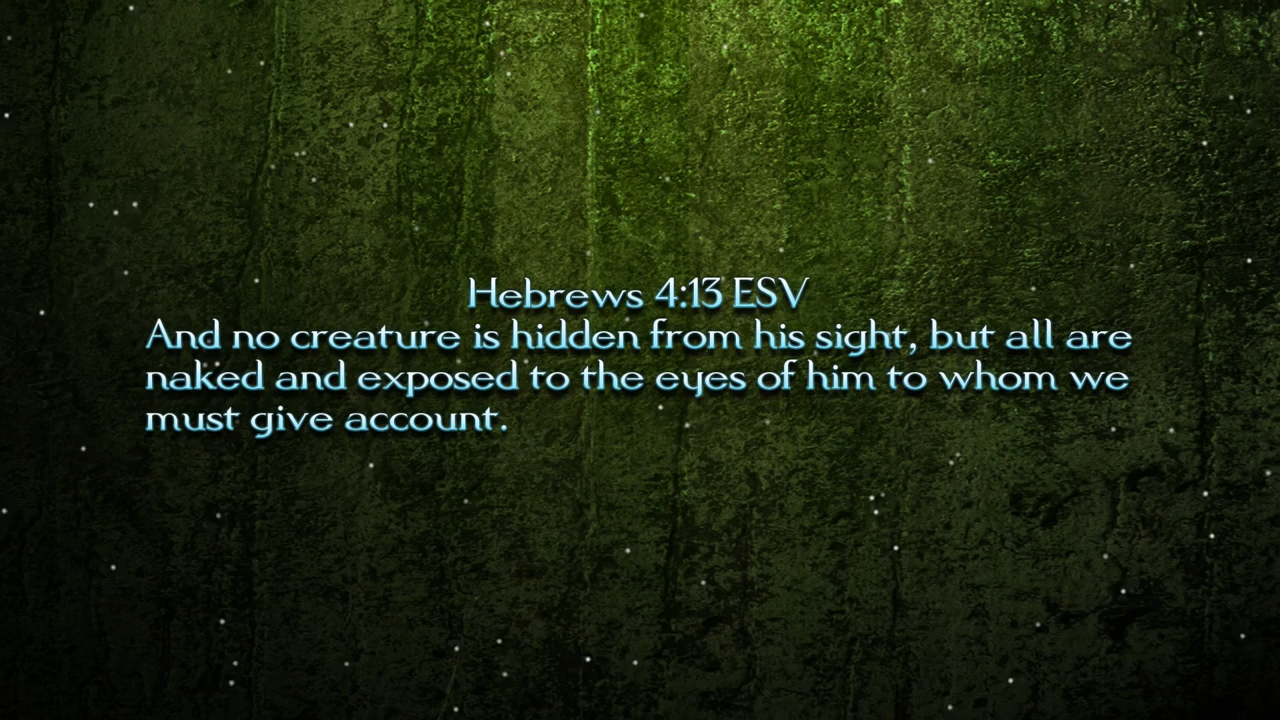 Hebrews 4:13 ESV
And no creature is hidden from his sight, but all are
naked and exposed to the eyes of him to whom we
must give account.